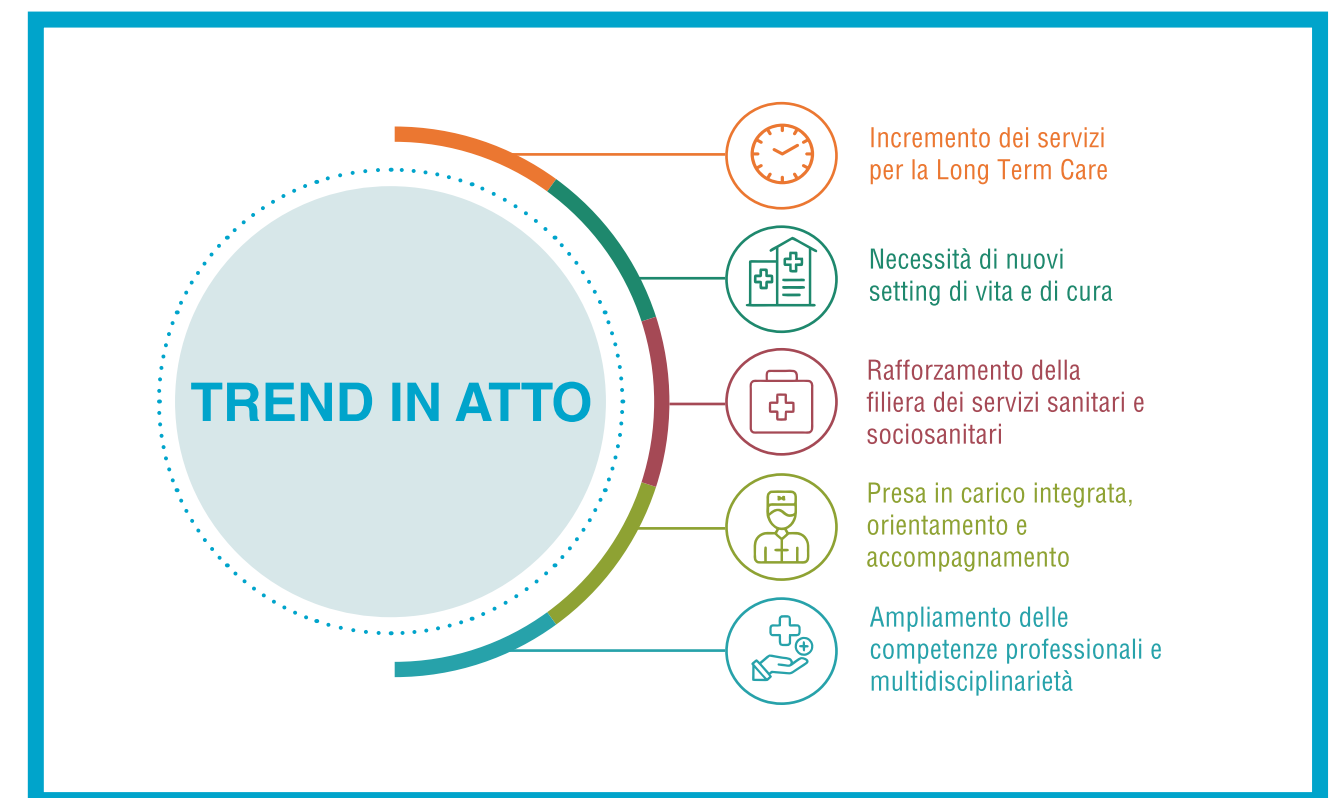 TREND IN ATTO
Incremento dei servizi
per la Long Term Care
Necessità di nuovi
setting di vita e di cura
Rafforzamento della
filiera dei servizi sanitari e
sociosanitari
Presa in carico integrata,
orientamento e
accompagnamento
Ampliamento delle
competenze professionali e
multidisciplinarietà